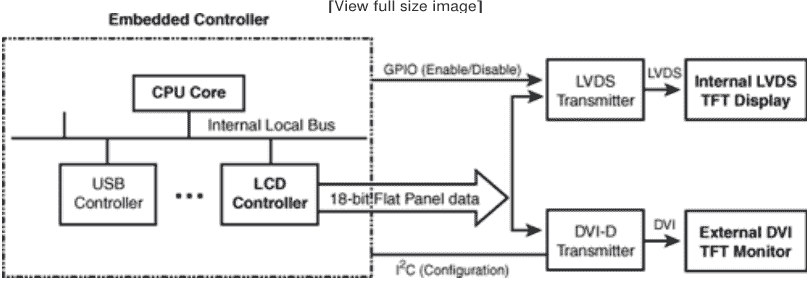 [View full size image]
Embedded Controller
GPIO (Enable/Disable)
LVDS
Transmitter
LVDS
Internal LVDS
TFT Display
CPU Core
Internal Local Bus
USB
Controller
LCD
Controller
18-bit Flat Panel data
DVI-D
Transmitter
DVI
External DVI
TFT Monitor
I²C (Configuration)